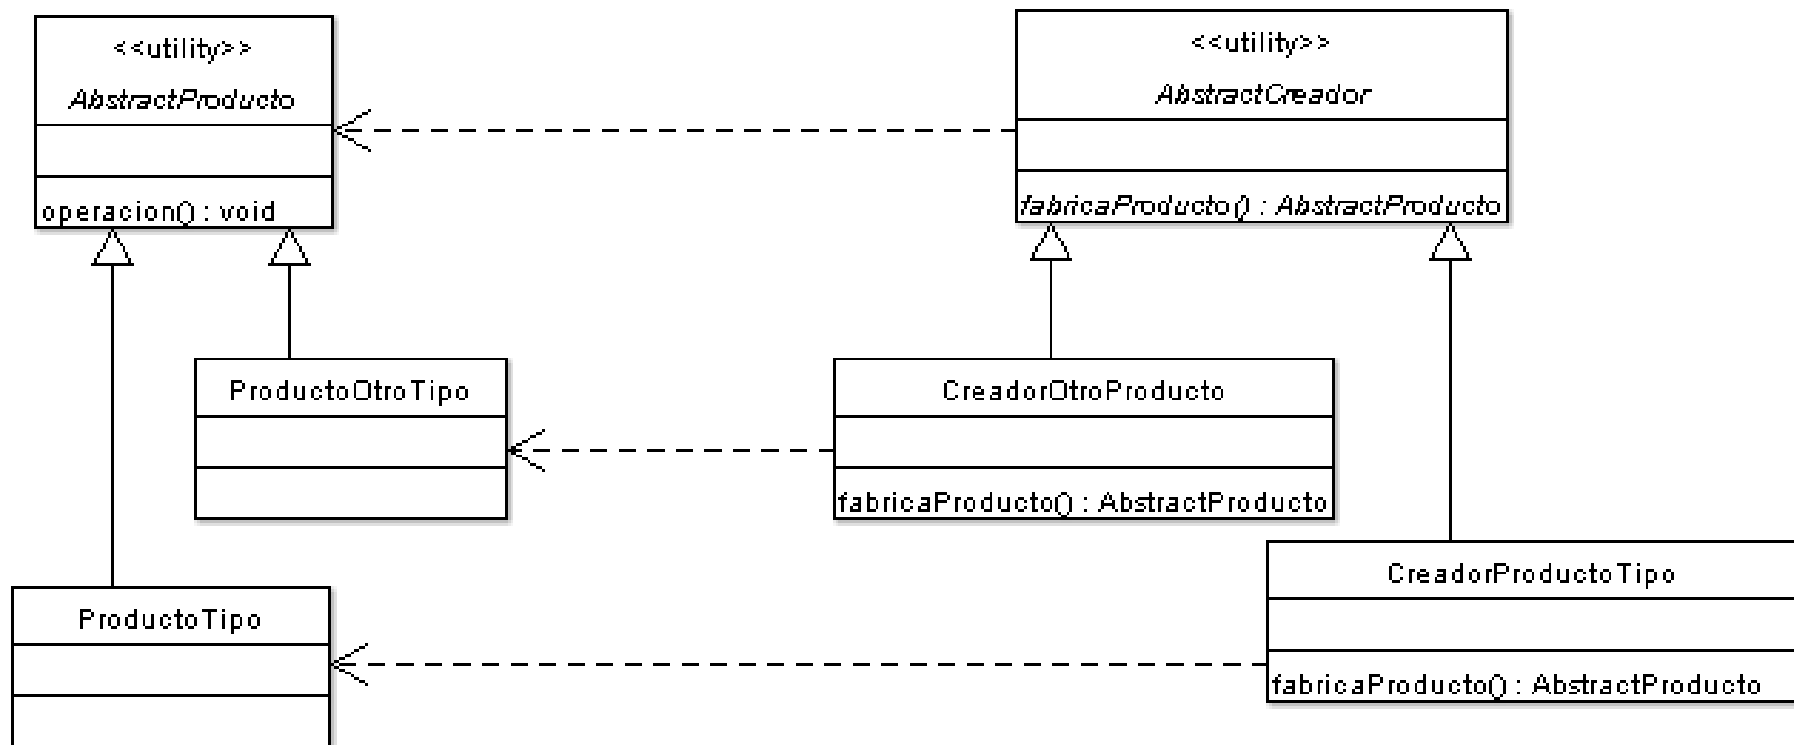 <<utility>>
AbstractProducto
operacion() : void
<<utility>>
AbstractCreador
fabricaProducto() : AbstractProducto
ProductoOtroTipo
CreadorOtroProducto
fabricaProducto() : AbstractProducto
CreadorProductoTipo
fabricaProducto() : AbstractProducto
ProductoTipo